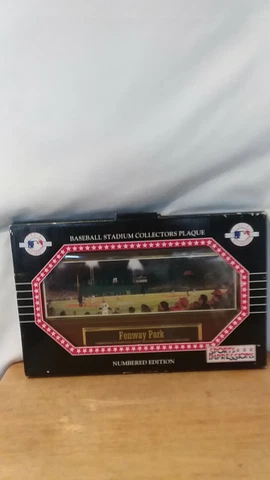 BASEBALL STADIUM COLLECTORS PLAQUE
Fenway Park
NUMBERED EDITION
SPORTS
IMPRESSIONS